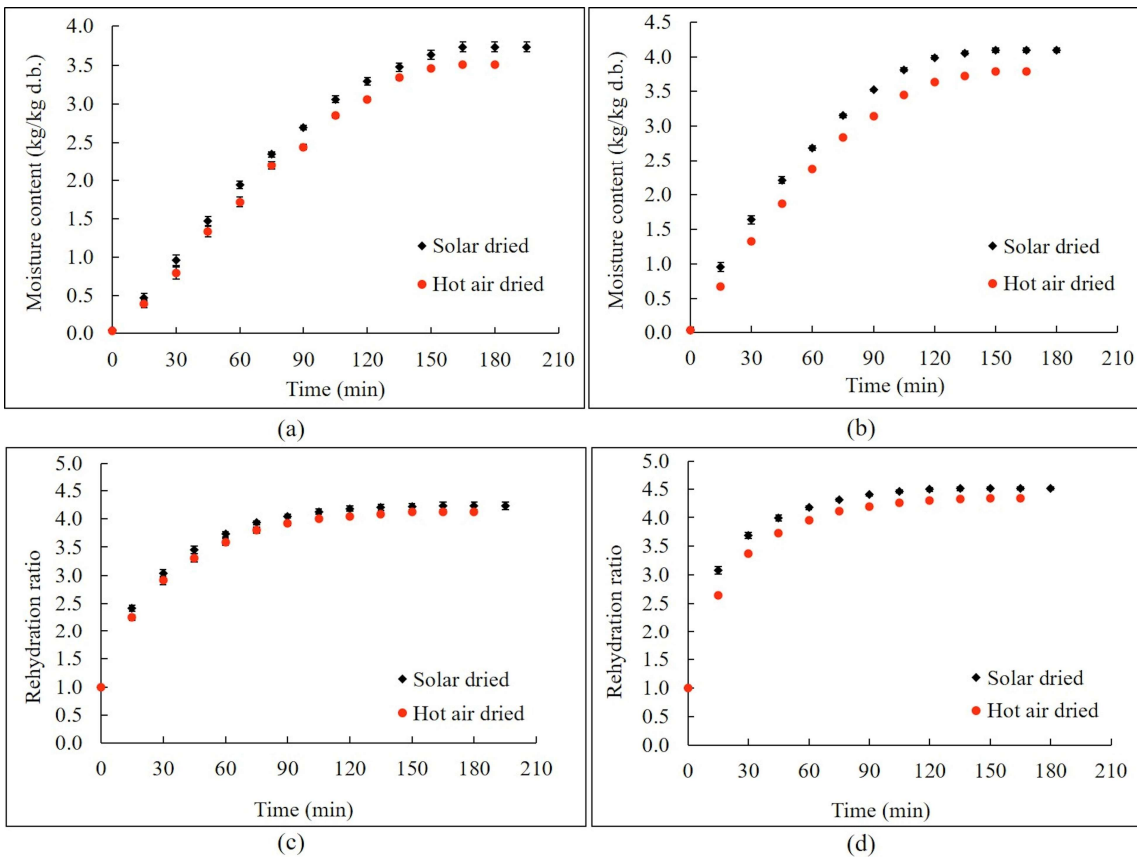 4.0
3.5
3.0
2.5
2.0
1.5
1.0
0.5
0.0
Moisture content (kg/kg d.b.)
Solar dried
Hot air dried
0 30 60 90 120 150 180 210
Time (min)
(a)
4.5
4.0
3.5
3.0
2.5
2.0
1.5
1.0
0.5
0.0
Moisture content (kg/kg d.b.)
Solar dried
Hot air dried
0 30 60 90 120 150 180 210
Time (min)
(b)
5.0
4.5
4.0
3.5
3.0
2.5
2.0
1.5
1.0
0.5
0.0
Rehydration ratio
Solar dried
Hot air dried
0 30 60 90 120 150 180 210
Time (min)
(c)
5.0
4.5
4.0
3.5
3.0
2.5
2.0
1.5
1.0
0.5
0.0
Rehydration ratio
Solar dried
Hot air dried
0 30 60 90 120 150 180 210
Time (min)
(d)